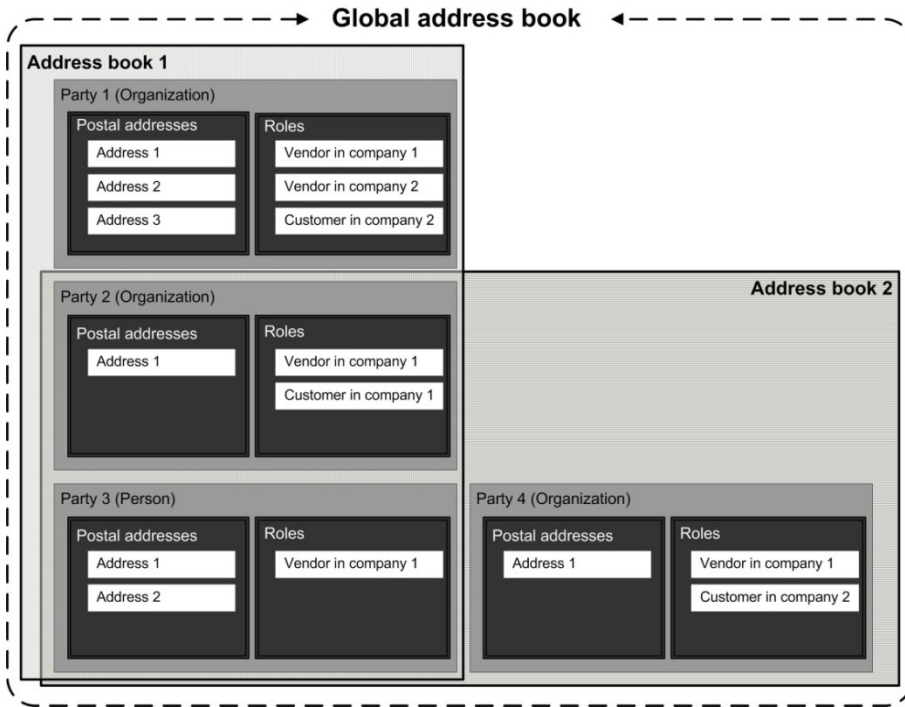 Global address book
Address book 1
Party 1 (Organization)
Postal addresses
Address 1
Address 2
Address 3
Roles
Vendor in company 1
Vendor in company 2
Customer in company 2
Address book 2
Party 2 (Organization)
Postal addresses
Address 1
Roles
Vendor in company 1
Customer in company 1
Party 3 (Person)
Postal addresses
Address 1
Address 2
Roles
Vendor in company 1
Party 4 (Organization)
Postal addresses
Address 1
Roles
Vendor in company 1
Customer in company 2